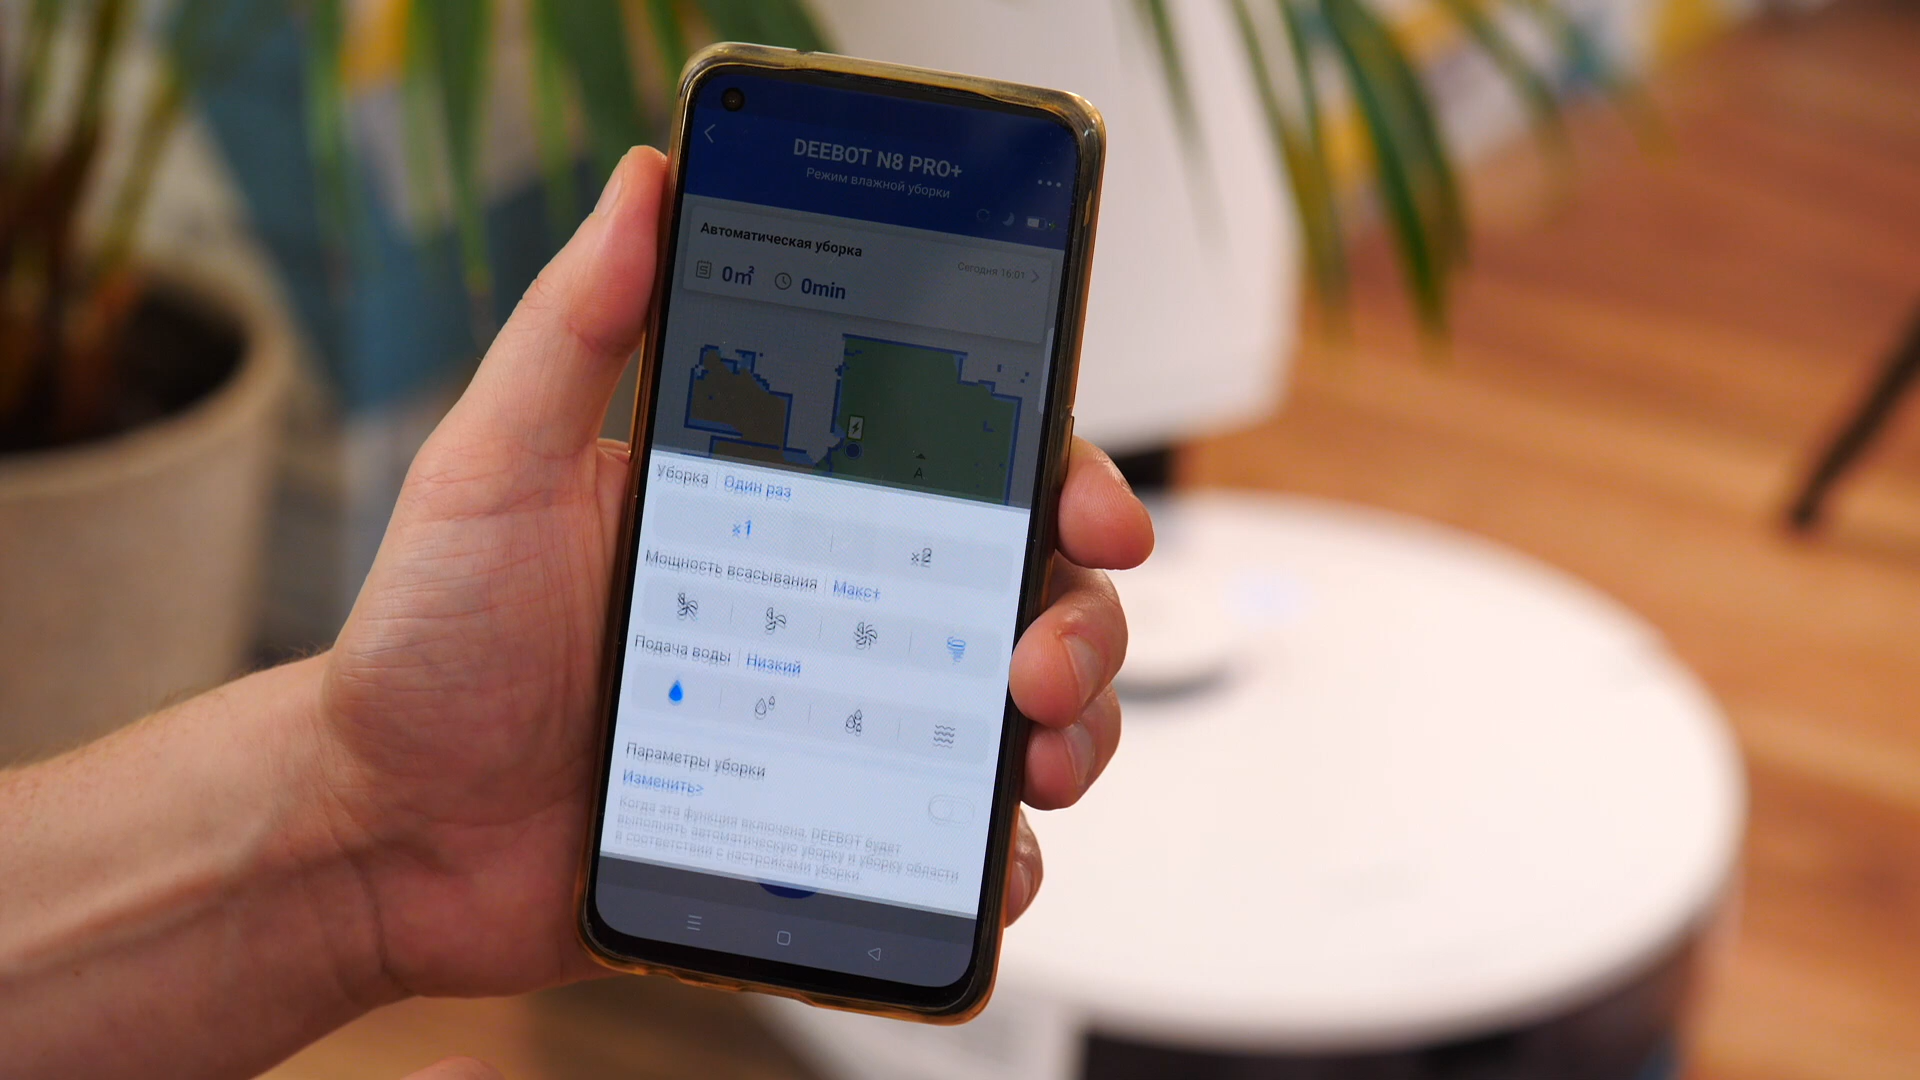 DEEBOT N8 PRO+
Режим влажной уборки
Автоматическая уборка
Сегодня 16:01
0㎡ 0min
A
Уборка | Один раз
×1 ×2
Мощность всасывания | Макс+
Подача воды | Низкий
Параметры уборки
Изменить>
Когда эта функция включена, DEEBOT будет
выполнять автоматическую уборку и уборку области
в соответствии с настройками уборки.